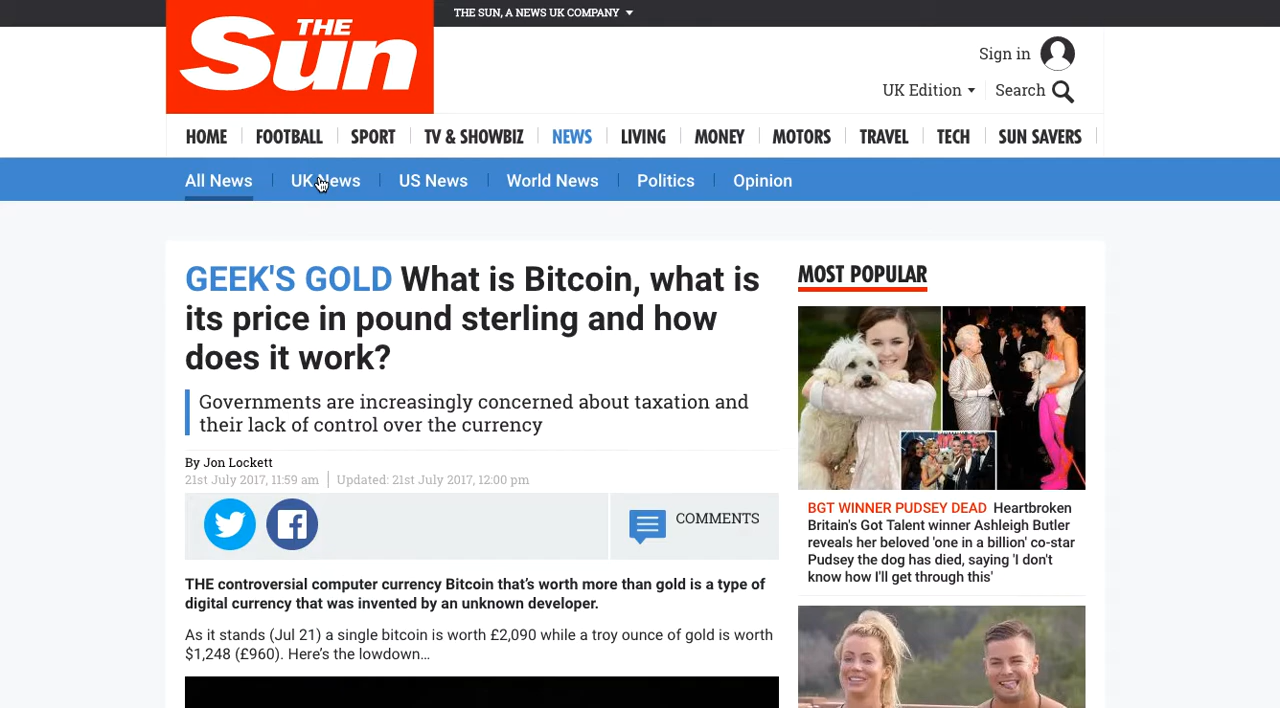 THE SUN, A NEWS UK COMPANY
THE
Sun
Sign in
UK Edition
Search
HOME
FOOTBALL
SPORT
TV & SHOWBIZ
NEWS
LIVING
MONEY
MOTORS
TRAVEL
TECH
SUN SAVERS
All News
UK News
US News
World News
Politics
Opinion
GEEK'S GOLD What is Bitcoin, what is
its price in pound sterling and how
does it work?
Governments are increasingly concerned about taxation and
their lack of control over the currency
By Jon Lockett
21st July 2017, 11:59 am
Updated: 21st July 2017, 12:00 pm
COMMENTS
THE controversial computer currency Bitcoin that’s worth more than gold is a type of
digital currency that was invented by an unknown developer.
As it stands (Jul 21) a single bitcoin is worth £2,090 while a troy ounce of gold is worth
$1,248 (£960). Here’s the lowdown…
MOST POPULAR
BGT WINNER PUDSEY DEAD Heartbroken
Britain's Got Talent winner Ashleigh Butler
reveals her beloved 'one in a billion' co-star
Pudsey the dog has died, saying 'I don't
know how I'll get through this'